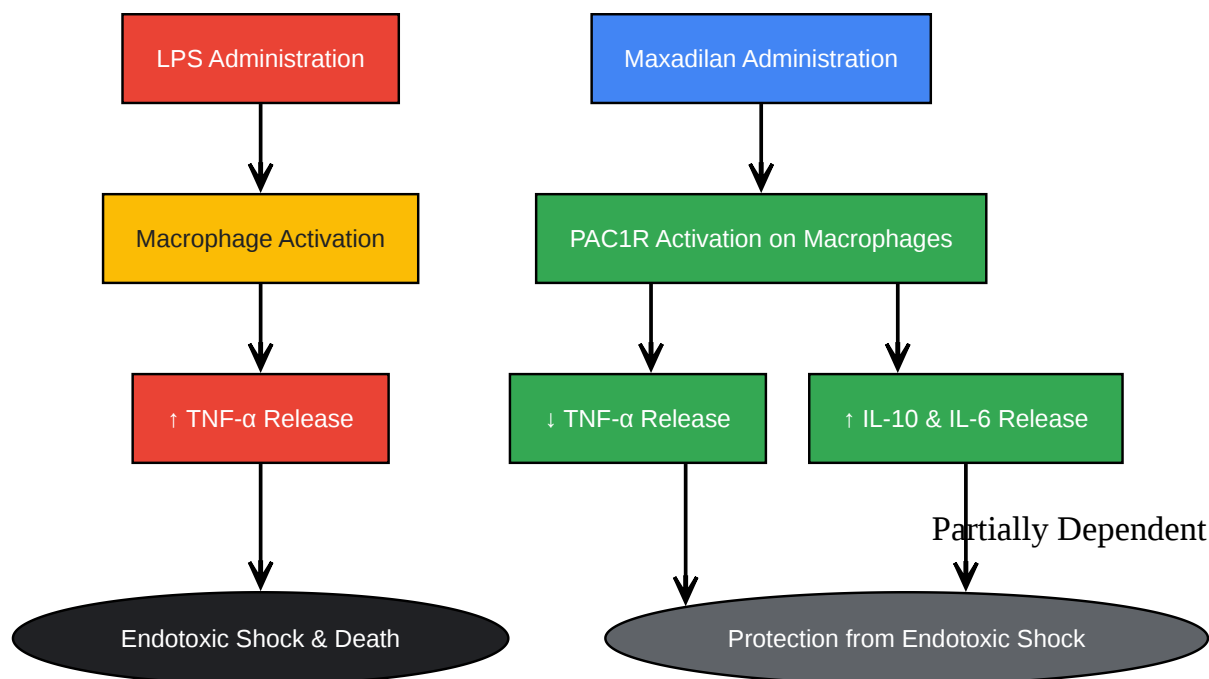 LPS Administration
Maxadilan Administration
Macrophage Activation
PAC1R Activation on Macrophages
↑ TNF-α Release
↓ TNF-α Release
↑ IL-10 & IL-6 Release
Partially Dependent
Endotoxic Shock & Death
Protection from Endotoxic Shock